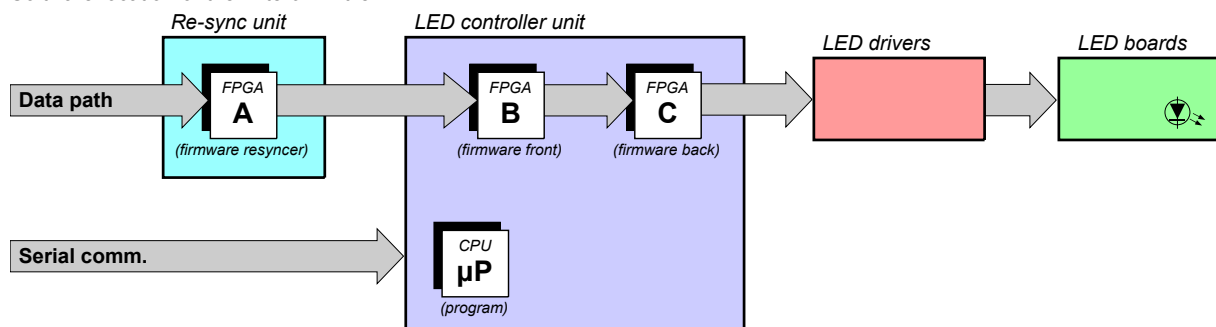 Re-sync unit
LED controller unit
LED drivers
LED boards
Data path
FPGA
A
(firmware resyncer)
FPGA
B
(firmware front)
FPGA
C
(firmware back)
Serial comm.
CPU
µP
(program)